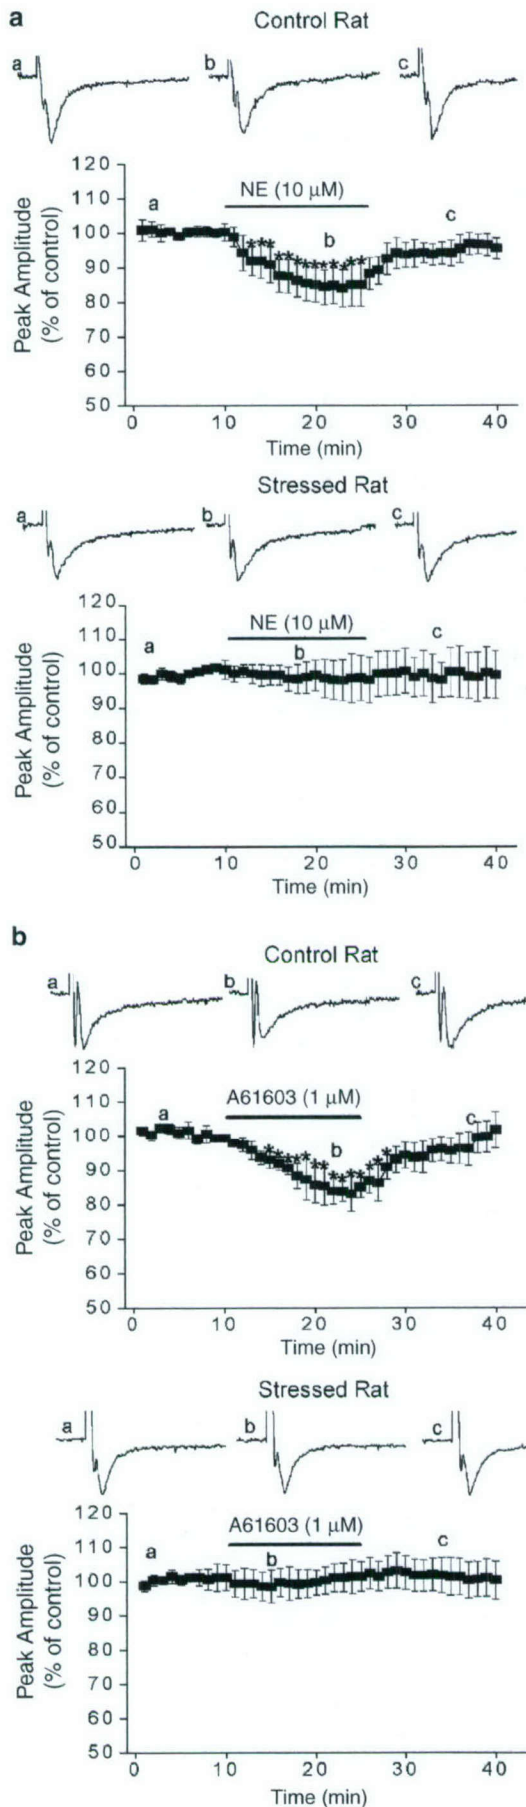 a
Control Rat
a
b
c
120
110
100
90
80
70
60
50
Peak Amplitude
(% of control)
a
NE (10 µM)
b
c
*** ** *******
0
10
20
30
40
Time (min)
Stressed Rat
a
b
c
120
110
100
90
80
70
60
50
Peak Amplitude
(% of control)
a
NE (10 µM)
b
c
0
10
20
30
40
Time (min)
b
Control Rat
a
b
c
120
110
100
90
80
70
60
50
Peak Amplitude
(% of control)
a
A61603 (1 µM)
b
c
0
10
20
30
40
Time (min)
Stressed Rat
a
b
c
120
110
100
90
80
70
60
50
Peak Amplitude
(% of control)
a
A61603 (1 µM)
b
c
0
10
20
30
40
Time (min)